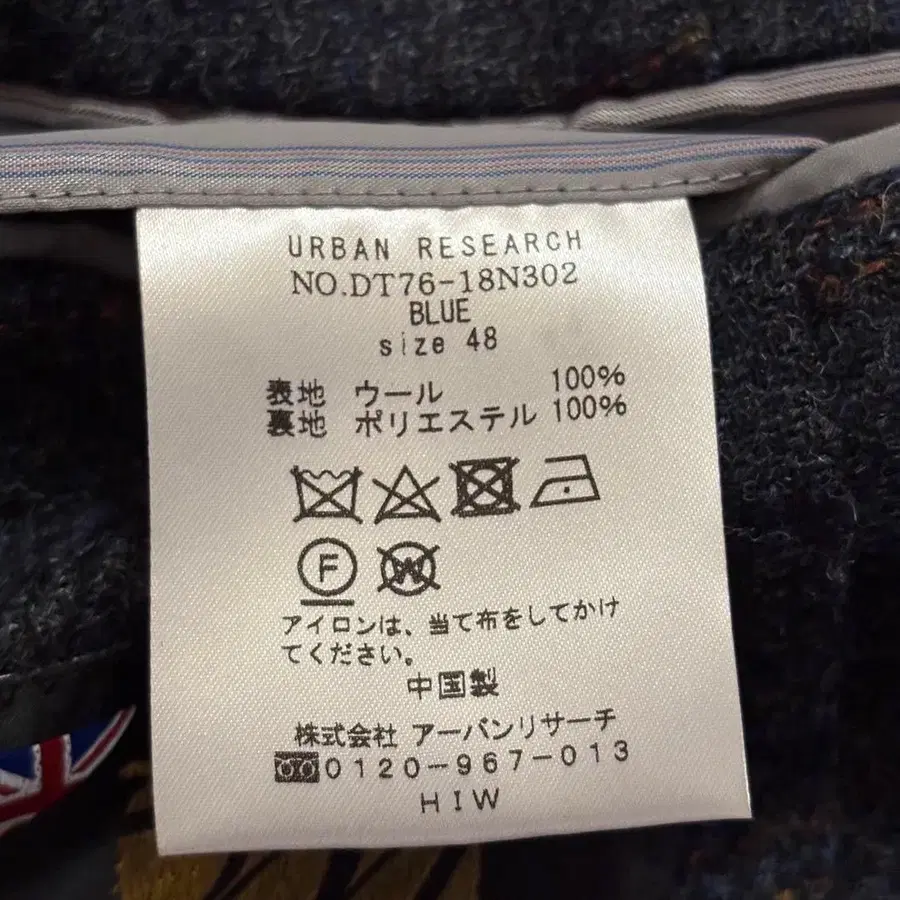 URBAN RESEARCH
NO.DT76-18N302
BLUE
size 48
表地 ウール 100%
裏地 ポリエステル 100%
F W
アイロンは、当て布をしてかけ
てください。
中国製
株式会社 アーバンリサーチ
0120-967-013
HIW